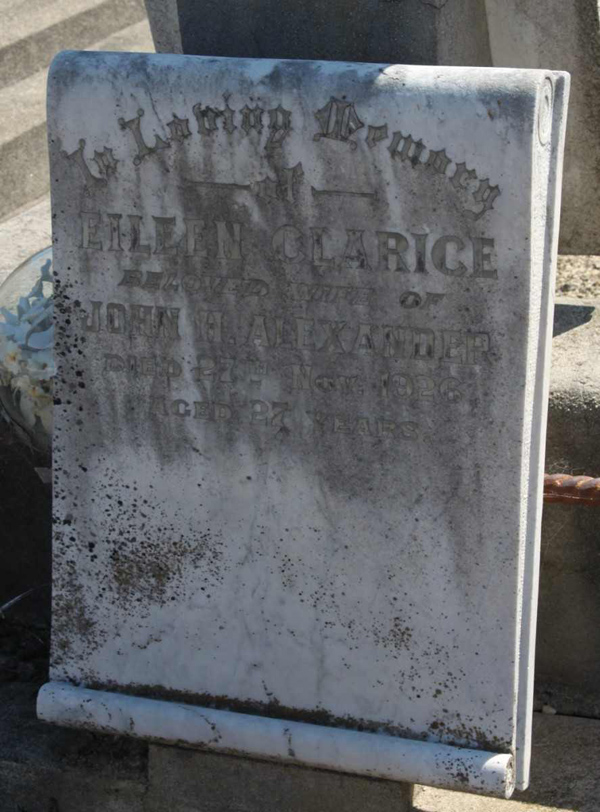 In Loving Memory
of
EILEEN CLARICE
BELOVED WIFE OF
JOHN H. ALEXANDER
DIED 27TH NOV. 1926
AGED 27 YEARS.